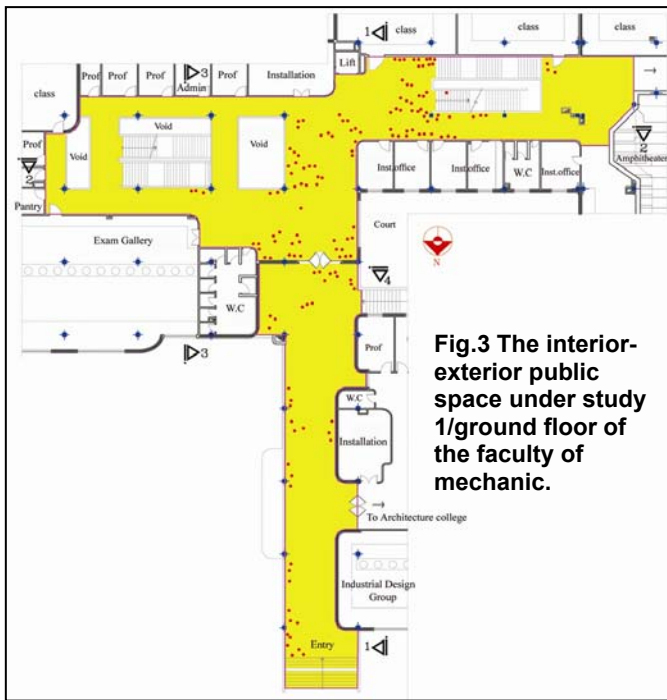 1
class
class
class
Lift
3
Prof
Prof
Prof
Admin
Prof
Installation
class
Void
Void
Void
Prof
2
2
Amphitheater
Inst.office
Inst.office
W.C
Inst.office
Pantry
Court
Exam Gallery
N
4
W.C
3
Prof
Fig.3 The interior-
exterior public
space under study
1/ground floor of
the faculty of
mechanic.
W.C
Installation
To Architecture college
Industrial Design
Group
Entry
1